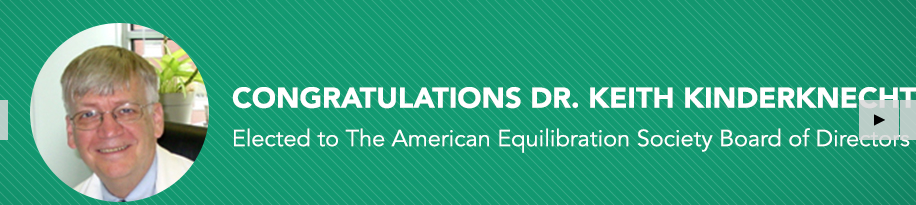 CONGRATULATIONS DR. KEITH KINDERKNECHT
Elected to The American Equilibration Society Board of Directors